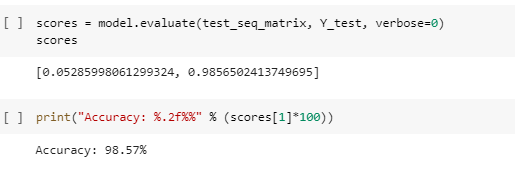 [ ] scores = model.evaluate(test_seq_matrix, Y_test, verbose=0)
scores
[0.05285998061299324, 0.9856502413749695]
[ ] print("Accuracy: %.2f%%" % (scores[1]*100))
Accuracy: 98.57%